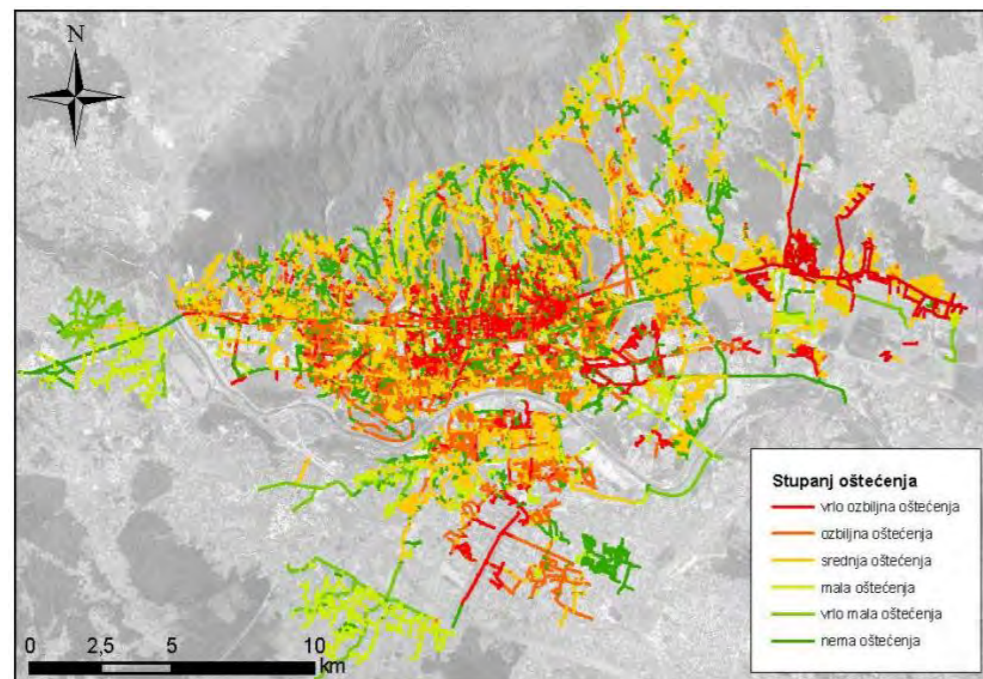 N
Stupanj oštećenja
vrlo ozbiljna oštećenja
ozbiljna oštećenja
srednja oštećenja
mala oštećenja
vrlo mala oštećenja
nema oštećenja
0 2,5 5 10
km